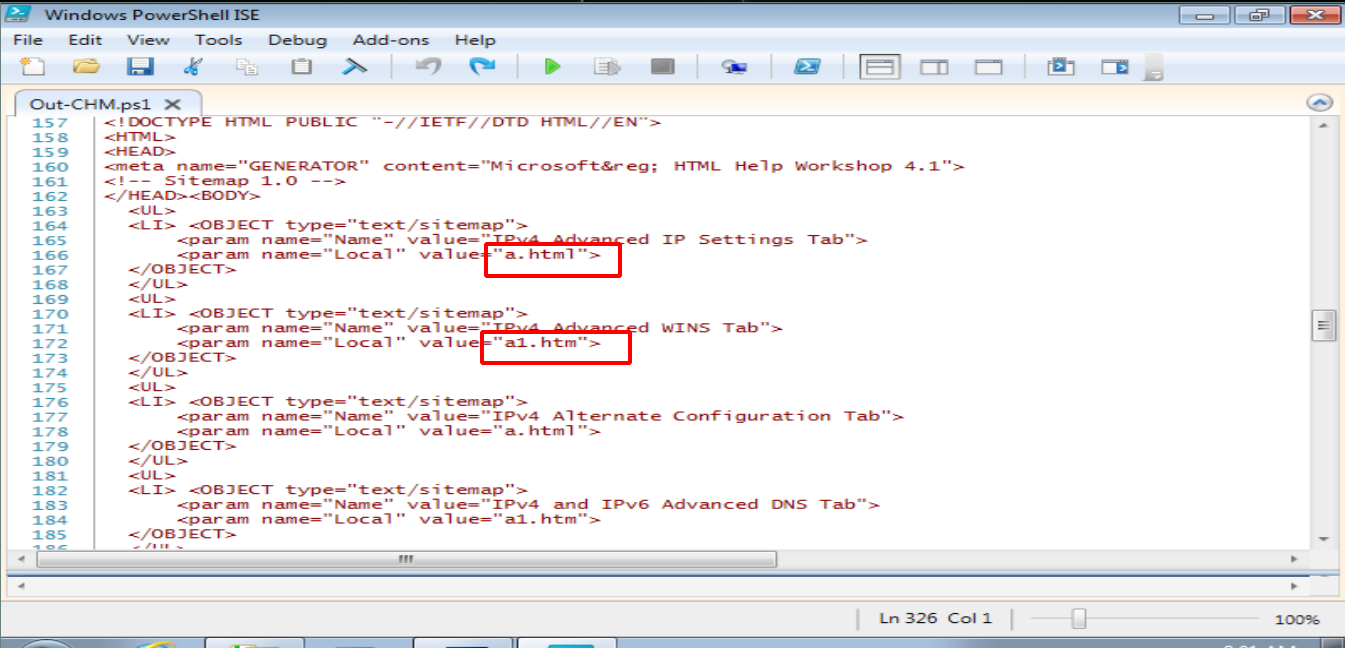 Windows PowerShell ISE
File Edit View Tools Debug Add-ons Help
Out-CHM.ps1
157 <!DOCTYPE HTML PUBLIC "-//IETF//DTD HTML//EN">
158 <HTML>
159 <HEAD>
160 <meta name="GENERATOR" content="Microsoft&reg; HTML Help Workshop 4.1">
161 <!-- Sitemap 1.0 -->
162 </HEAD><BODY>
163 <UL>
164 <LI> <OBJECT type="text/sitemap">
165 <param name="Name" value="IPv4 Advanced IP Settings Tab">
166 <param name="Local" value="a.html">
167 </OBJECT>
168 </UL>
169 <UL>
170 <LI> <OBJECT type="text/sitemap">
171 <param name="Name" value="IPv4 Advanced WINS Tab">
172 <param name="Local" value="a1.htm">
173 </OBJECT>
174 </UL>
175 <UL>
176 <LI> <OBJECT type="text/sitemap">
177 <param name="Name" value="IPv4 Alternate Configuration Tab">
178 <param name="Local" value="a.html">
179 </OBJECT>
180 </UL>
181 <UL>
182 <LI> <OBJECT type="text/sitemap">
183 <param name="Name" value="IPv4 and IPv6 Advanced DNS Tab">
184 <param name="Local" value="a1.htm">
185 </OBJECT>
186 </UL>
Ln 326 Col 1 100%